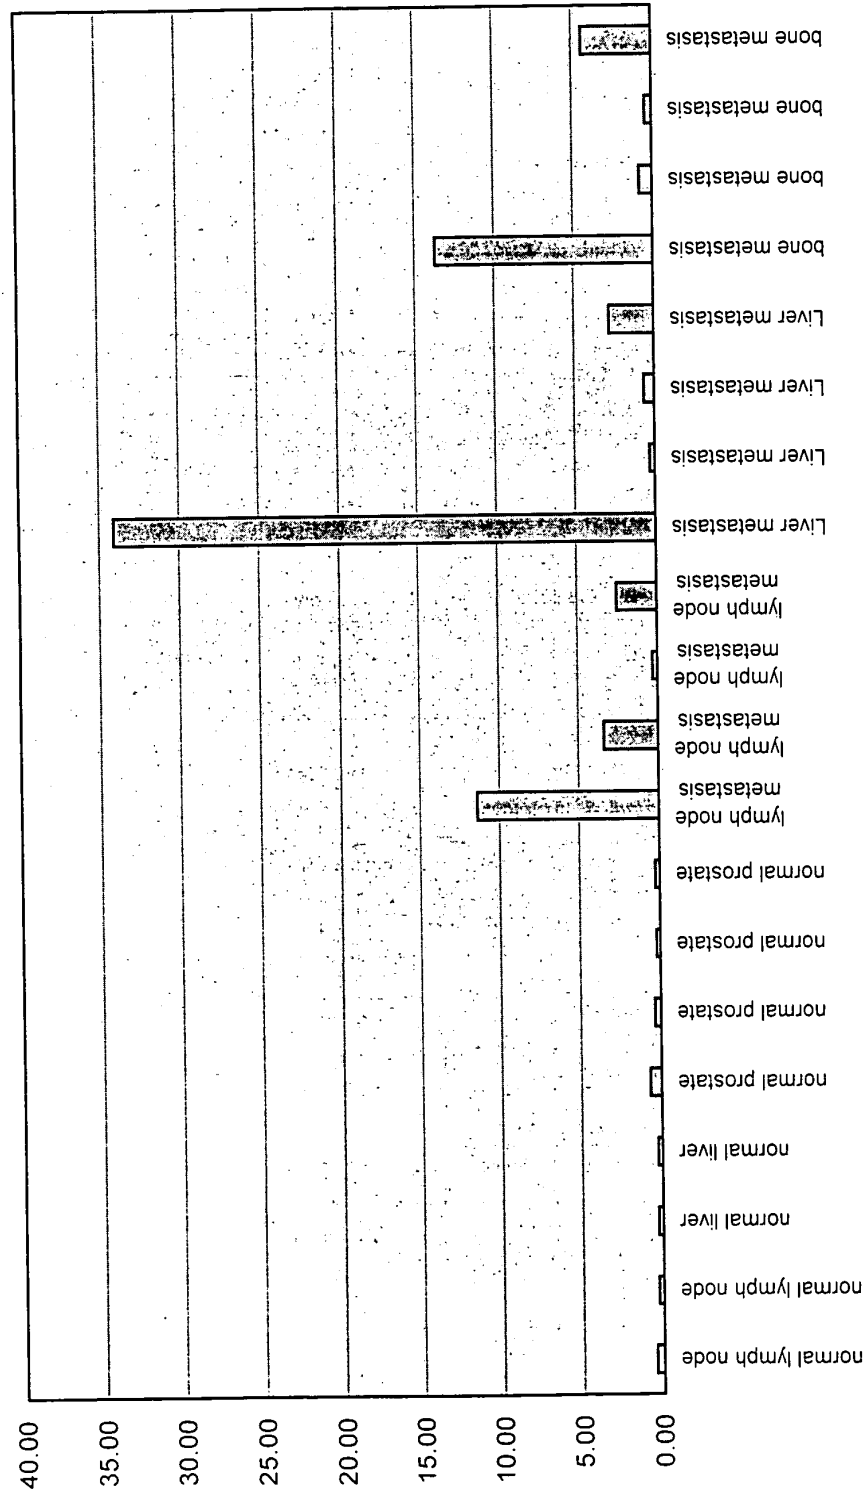 40.00
35.00
30.00
25.00
20.00
15.00
10.00
5.00
0.00
normal lymph node
normal lymph node
normal liver
normal liver
normal prostate
normal prostate
normal prostate
normal prostate
lymph node
metastasis
lymph node
metastasis
lymph node
metastasis
lymph node
metastasis
Liver metastasis
Liver metastasis
Liver metastasis
Liver metastasis
bone metastasis
bone metastasis
bone metastasis
bone metastasis